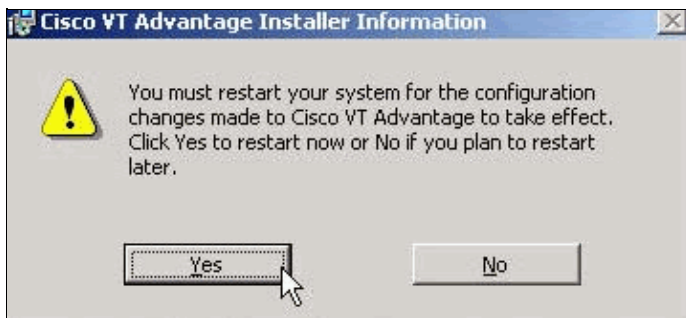 Cisco VT Advantage Installer Information
You must restart your system for the configuration
changes made to Cisco VT Advantage to take effect.
Click Yes to restart now or No if you plan to restart
later.
Yes
No